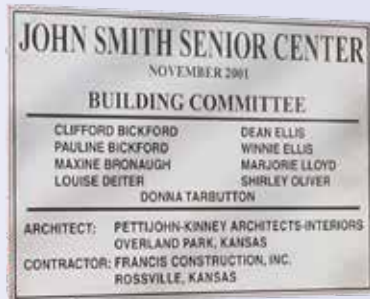 JOHN SMITH SENIOR CENTER
NOVEMBER 2001
BUILDING COMMITTEE
CLIFFORD BICKFORD DEAN ELLIS
PAULINE BICKFORD WINNIE ELLIS
MAXINE BRONAUGH MARJORIE LLOYD
LOUISE DEITER SHIRLEY OLIVER
DONNA TARBUTTON
ARCHITECT: PETTIJOHN-KINNEY ARCHITECTS-INTERIORS
OVERLAND PARK, KANSAS
CONTRACTOR: FRANCIS CONSTRUCTION, INC.
ROSSVILLE, KANSAS